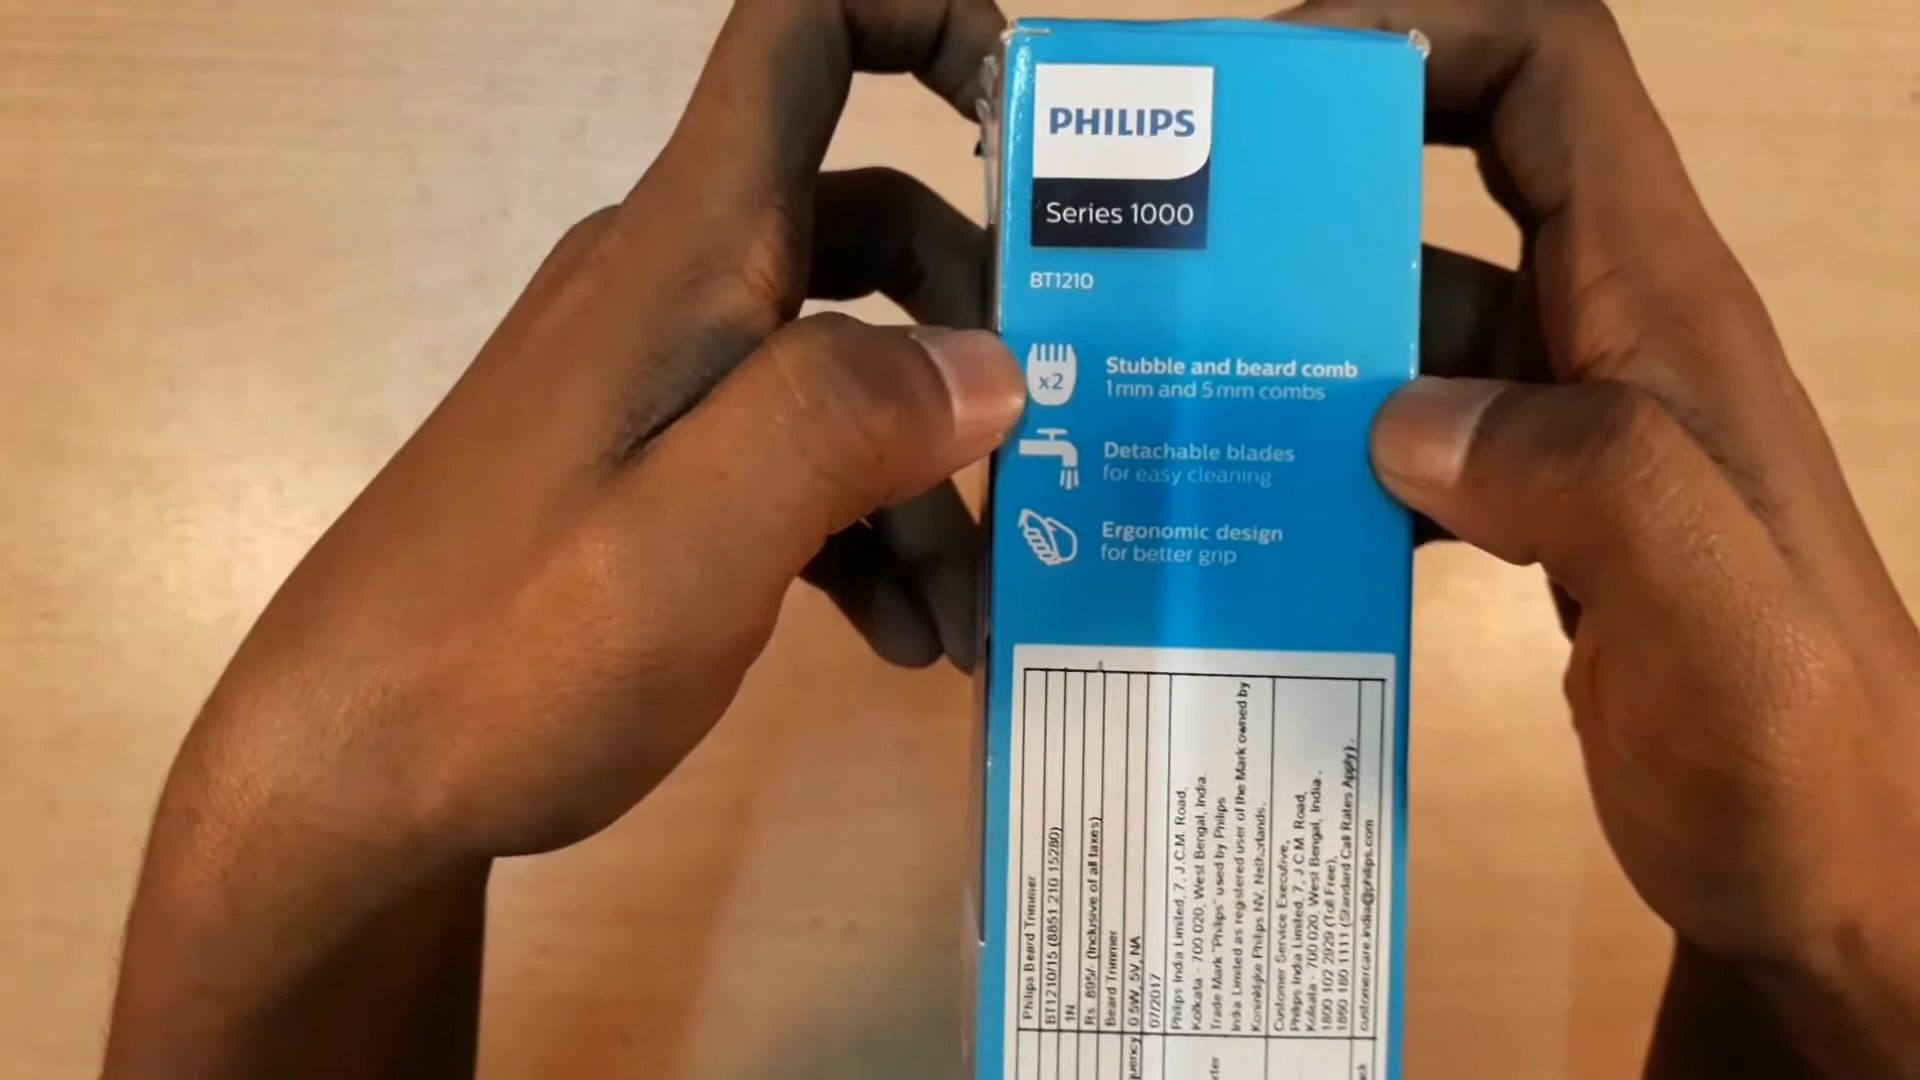 PHILIPS
Series 1000
BT1210
x2
Stubble and beard comb
1mm and 5mm combs
Detachable blades
for easy cleaning
Ergonomic design
for better grip
Philips Beard Trimmer
BT1210/15 (8851 210 15280)
1N
Rs. 895/- (Inclusive of all taxes)
Beard Trimmer
0.5W, 5V, NA
07/2017
Philips India Limited, 7, J.C.M. Road,
Kolkata - 700 020, West Bengal, India.
Trade Mark "Philips" used by Philips
India Limited as registered user of the Mark owned by
Koninklijke Philips NV, Netherlands.
Customer Service Executive,
Philips India Limited, 7, J.C.M. Road,
Kolkata - 700 020, West Bengal, India.
1800 102 2929 (Toll Free),
1860 180 1111 (Standard Call Rates Apply).
customercare.india@philips.com